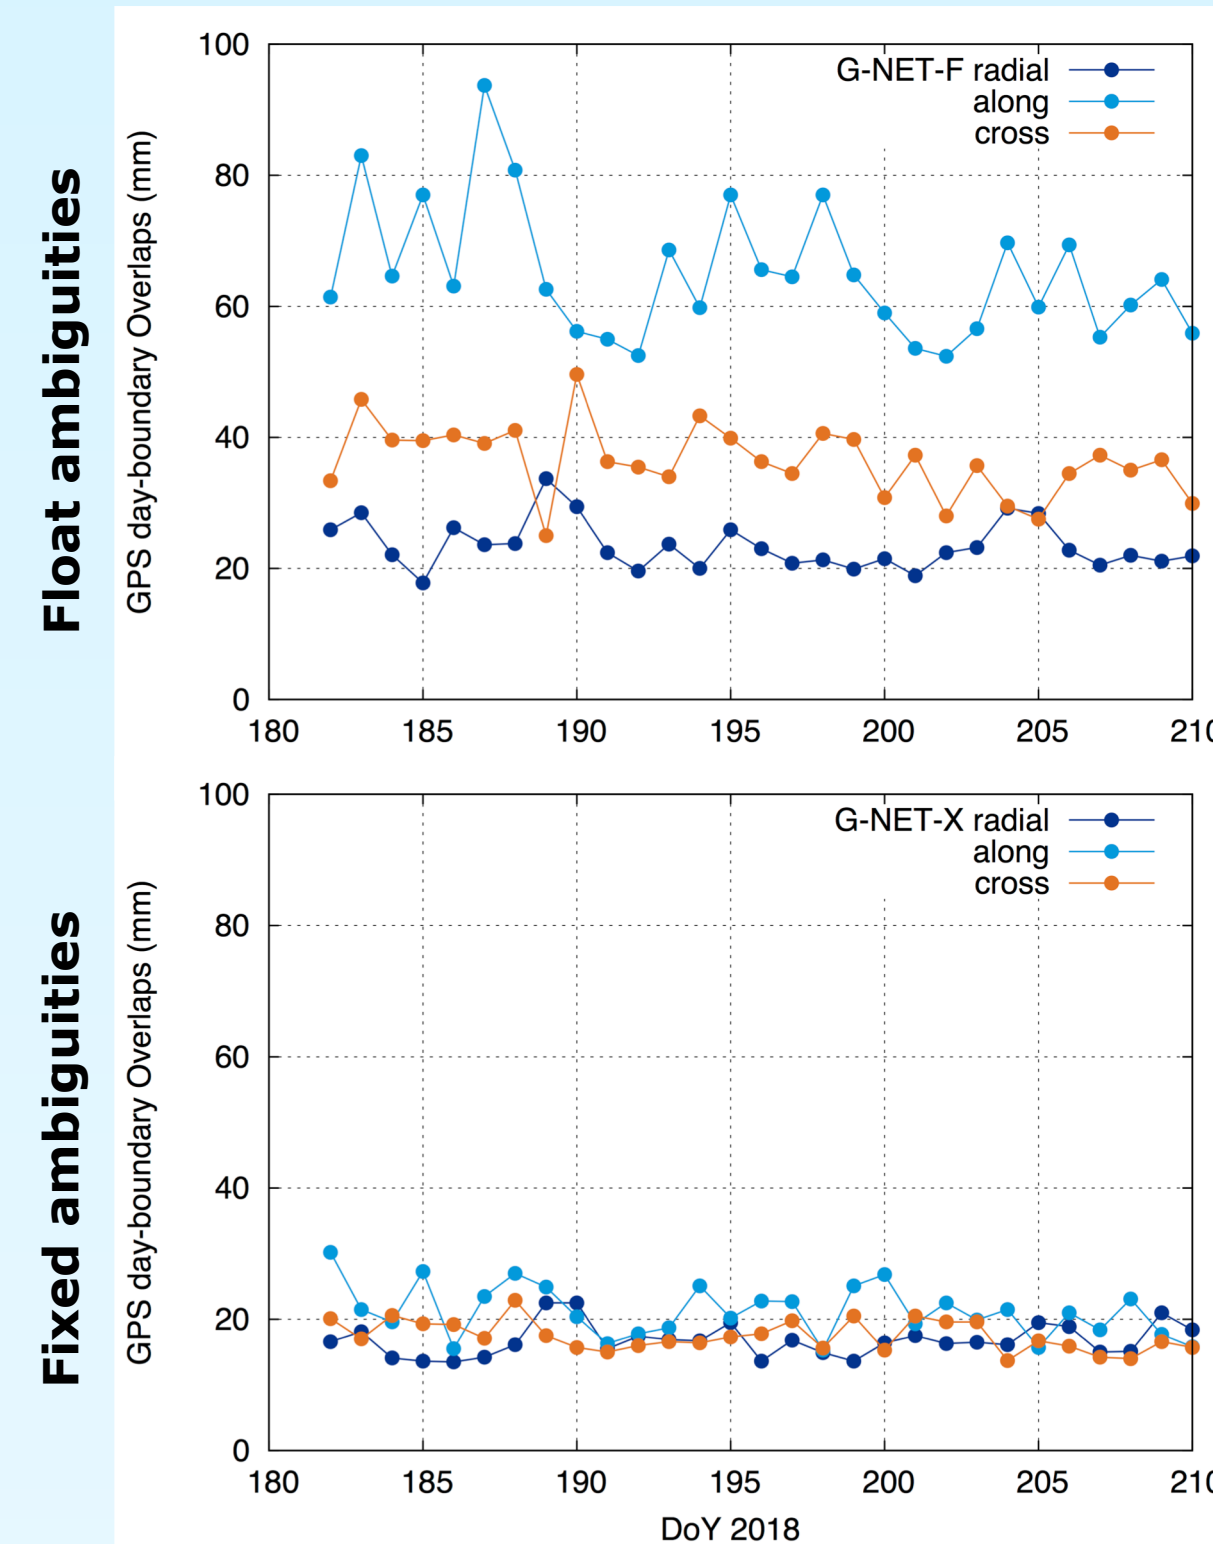 Float ambiguities
GPS day-boundary Overlaps (mm)
100
80
60
40
20
0
180 185 190 195 200 205 210
G-NET-F radial
along
cross
Fixed ambiguities
GPS day-boundary Overlaps (mm)
100
80
60
40
20
0
180 185 190 195 200 205 210
G-NET-X radial
along
cross
DoY 2018